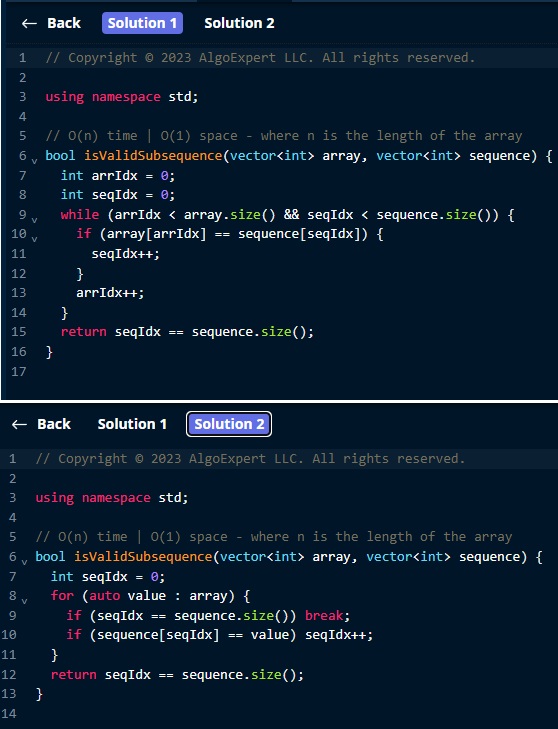 ← Back Solution 1 Solution 2
1 // Copyright © 2023 AlgoExpert LLC. All rights reserved.
2
3 using namespace std;
4
5 // O(n) time | O(1) space - where n is the length of the array
6 bool isValidSubsequence(vector<int> array, vector<int> sequence) {
7   int arrIdx = 0;
8   int seqIdx = 0;
9   while (arrIdx < array.size() && seqIdx < sequence.size()) {
10     if (array[arrIdx] == sequence[seqIdx]) {
11       seqIdx++;
12     }
13     arrIdx++;
14   }
15   return seqIdx == sequence.size();
16 }
17
← Back Solution 1 Solution 2
1 // Copyright © 2023 AlgoExpert LLC. All rights reserved.
2
3 using namespace std;
4
5 // O(n) time | O(1) space - where n is the length of the array
6 bool isValidSubsequence(vector<int> array, vector<int> sequence) {
7   int seqIdx = 0;
8   for (auto value : array) {
9     if (seqIdx == sequence.size()) break;
10     if (sequence[seqIdx] == value) seqIdx++;
11   }
12   return seqIdx == sequence.size();
13 }
14